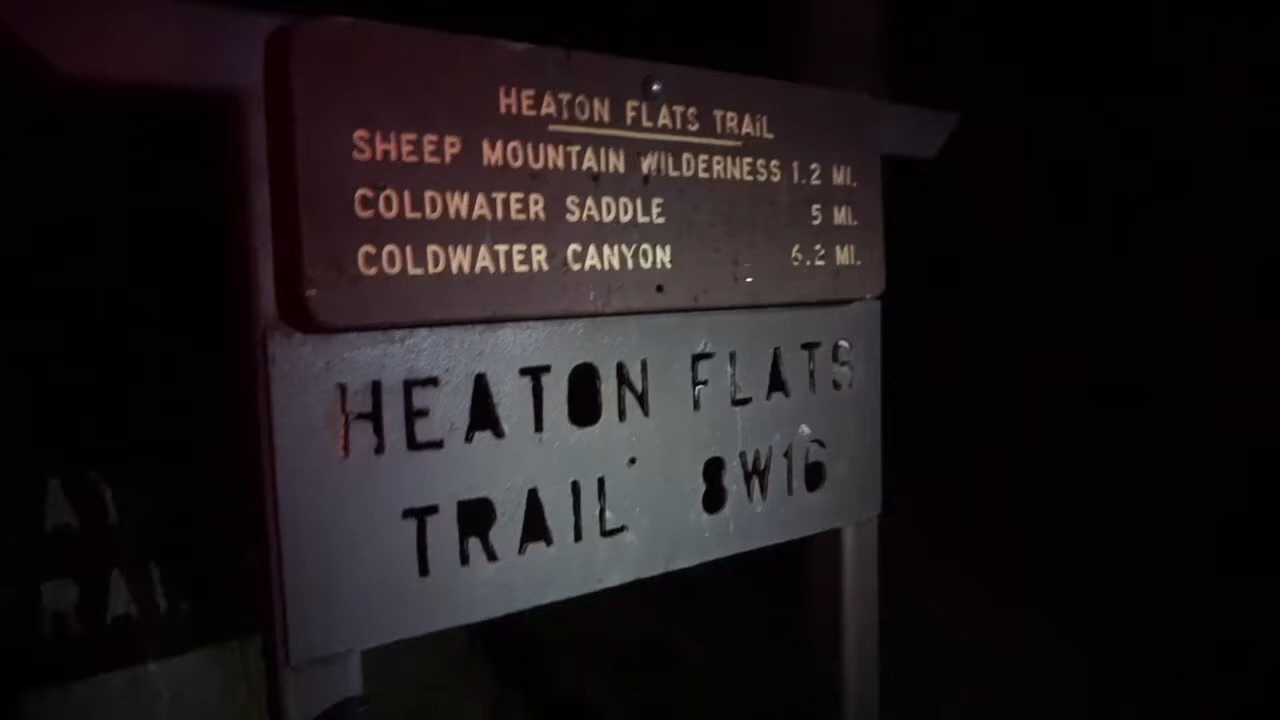 HEATON FLATS TRAiL
SHEEP MOUNTAIN WILDERNESS 1.2 MI.
COLDWATER SADDLE 5 MI.
COLDWATER CANYON 6.2 MI.
HEATON FLATS
TRAIL 8W16